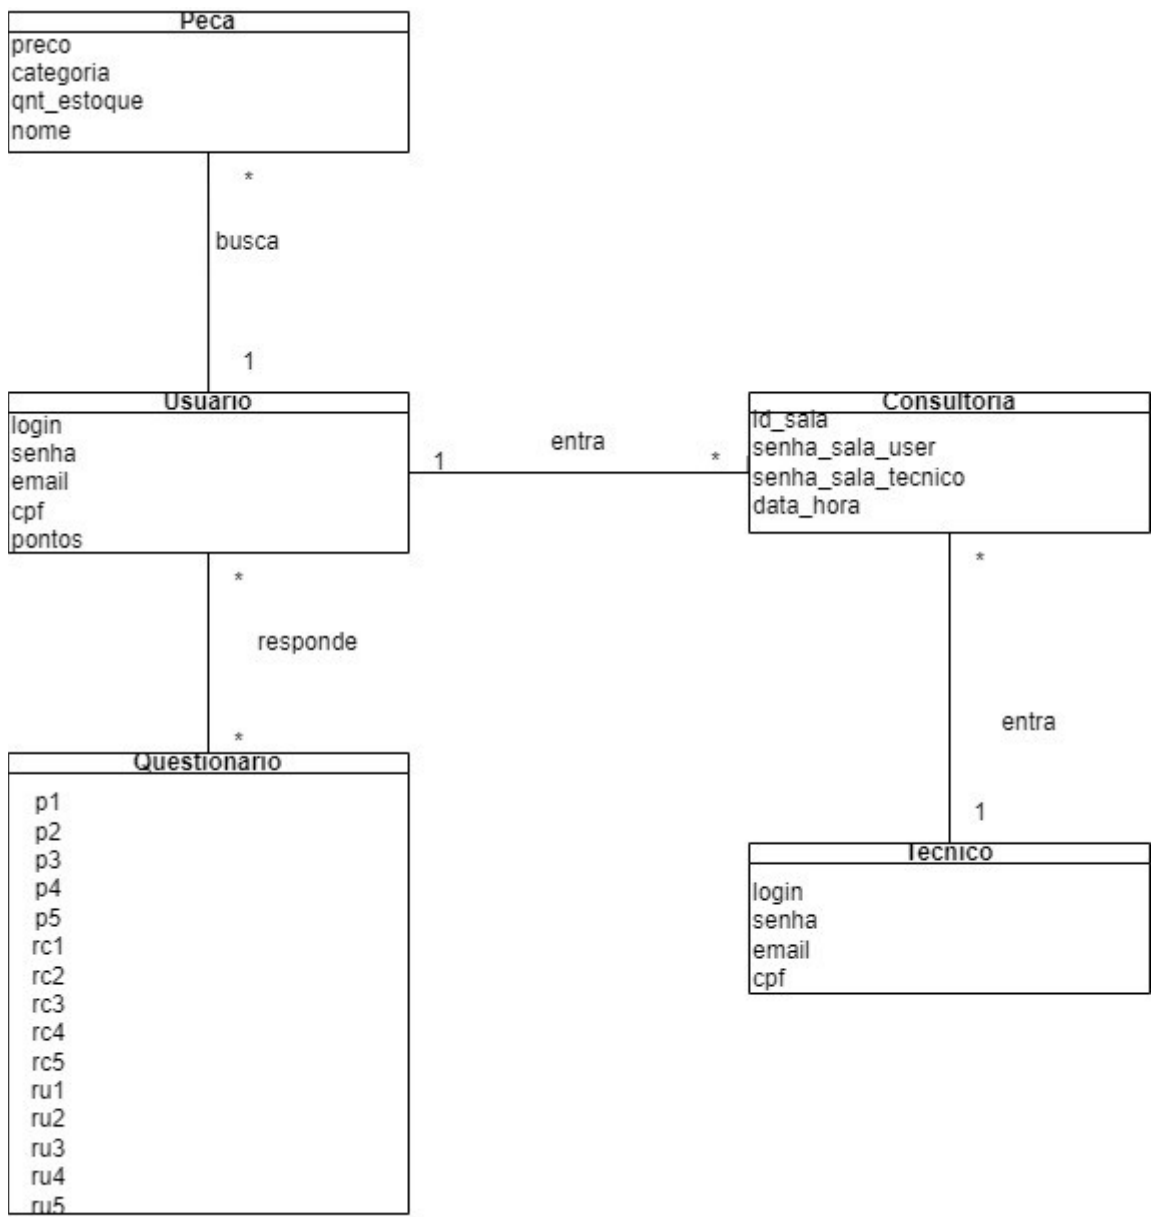 Peca
preco
categoria
qnt_estoque
nome
*
busca
1
Usuario
login
senha
email
cpf
pontos
1
entra
*
Consultoria
id_sala
senha_sala_user
senha_sala_tecnico
data_hora
*
responde
*
Questionario
p1
p2
p3
p4
p5
rc1
rc2
rc3
rc4
rc5
ru1
ru2
ru3
ru4
ru5
*
entra
1
Tecnico
login
senha
email
cpf